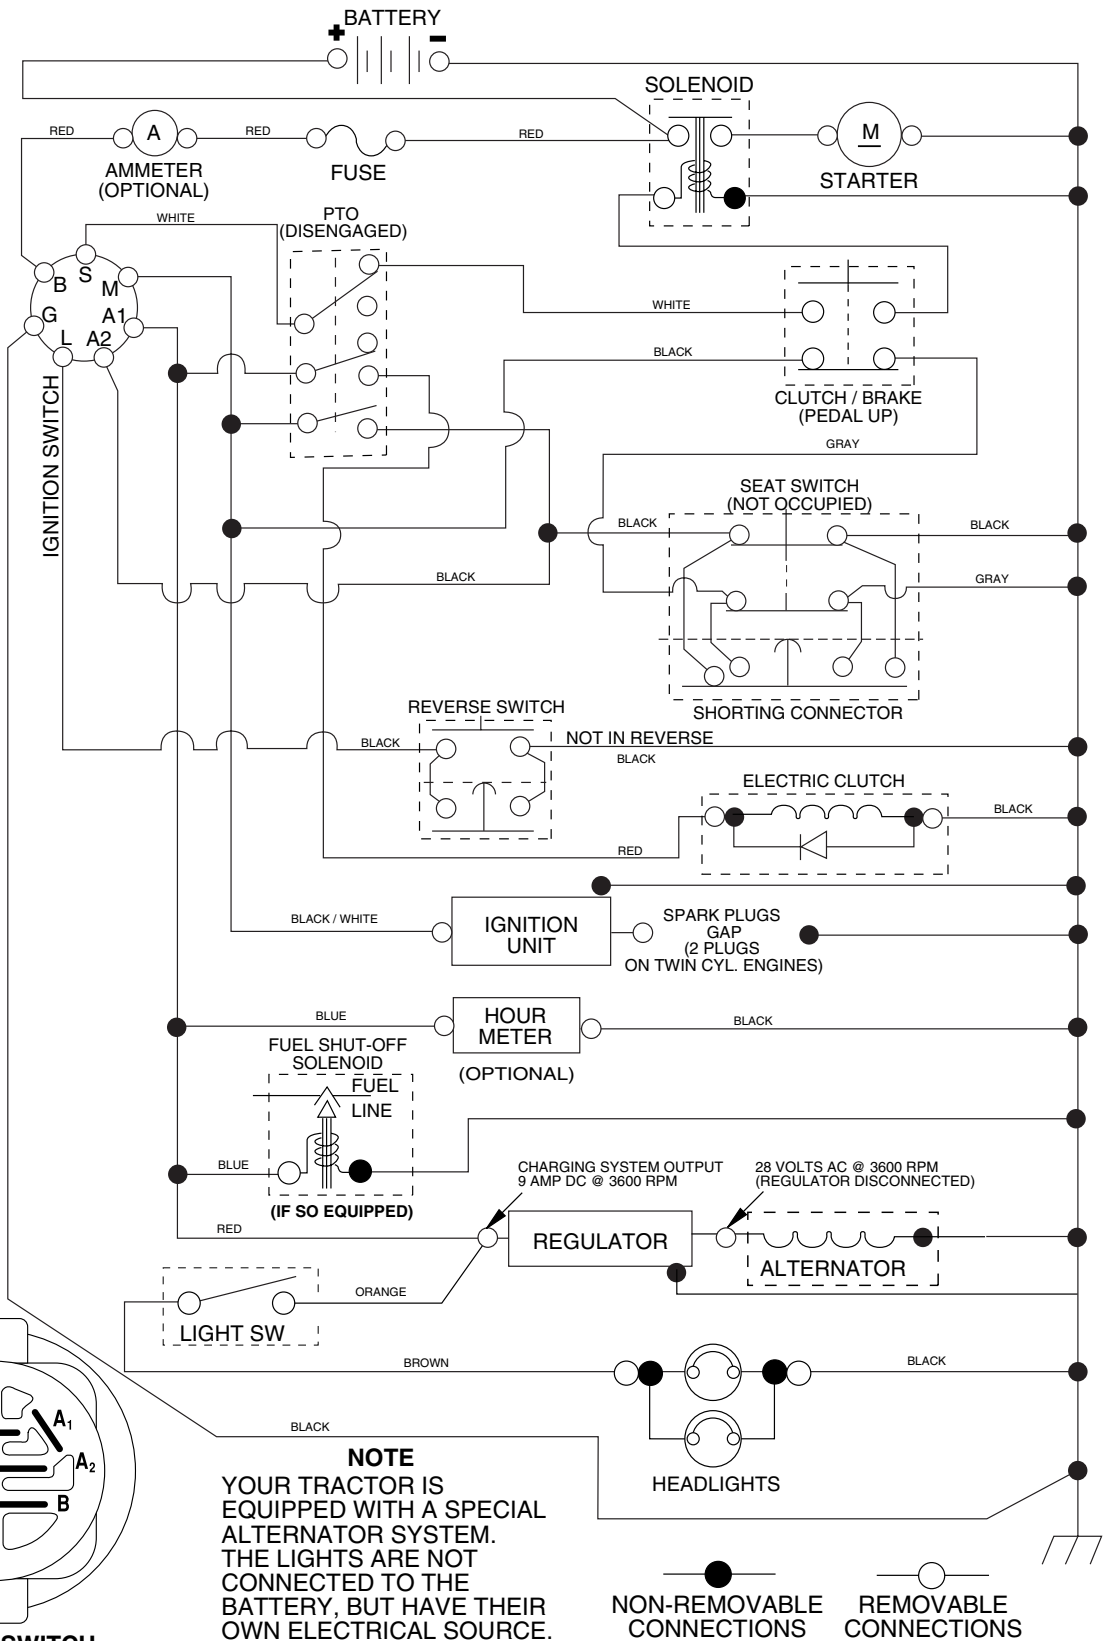 BATTERY
+
-
SOLENOID
RED
A
RED
RED
M
AMMETER
(OPTIONAL)
FUSE
STARTER
WHITE
PTO
(DISENGAGED)
B
S
M
G
A1
L
A2
IGNITION SWITCH
WHITE
BLACK
CLUTCH / BRAKE
(PEDAL UP)
GRAY
SEAT SWITCH
(NOT OCCUPIED)
BLACK
BLACK
BLACK
GRAY
SHORTING CONNECTOR
REVERSE SWITCH
BLACK
NOT IN REVERSE
BLACK
ELECTRIC CLUTCH
BLACK
RED
BLACK / WHITE
IGNITION
UNIT
SPARK PLUGS
GAP
(2 PLUGS
ON TWIN CYL. ENGINES)
BLUE
HOUR
METER
BLACK
(OPTIONAL)
FUEL SHUT-OFF
SOLENOID
FUEL
LINE
BLUE
(IF SO EQUIPPED)
CHARGING SYSTEM OUTPUT
9 AMP DC @ 3600 RPM
28 VOLTS AC @ 3600 RPM
(REGULATOR DISCONNECTED)
RED
REGULATOR
ALTERNATOR
ORANGE
LIGHT SW
BROWN
BLACK
BLACK
HEADLIGHTS
A1
A2
B
NOTE
YOUR TRACTOR IS
EQUIPPED WITH A SPECIAL
ALTERNATOR SYSTEM.
THE LIGHTS ARE NOT
CONNECTED TO THE
BATTERY, BUT HAVE THEIR
OWN ELECTRICAL SOURCE.
NON-REMOVABLE
CONNECTIONS
REMOVABLE
CONNECTIONS
SWITCH